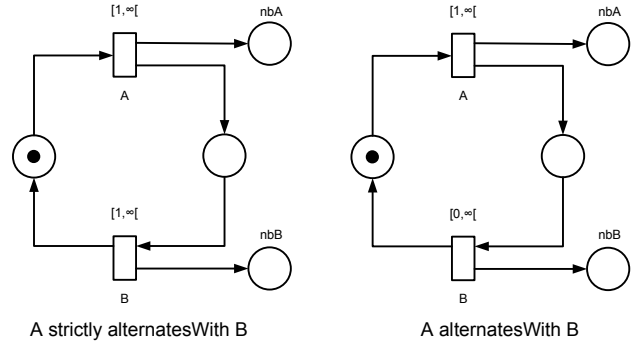 [1,∞[
nbA
A
[1,∞[
nbB
B
A strictly alternatesWith B
[1,∞[
nbA
A
[0,∞[
nbB
B
A alternatesWith B